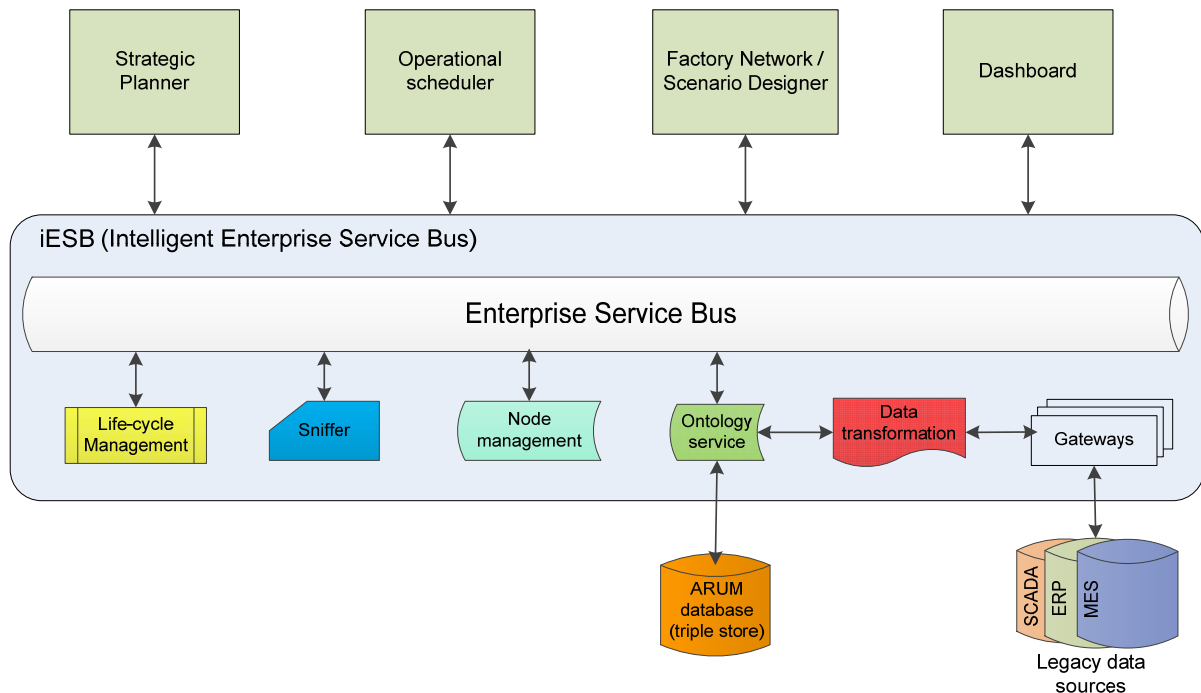 Strategic
Planner
Operational
scheduler
Factory Network /
Scenario Designer
Dashboard
iESB (Intelligent Enterprise Service Bus)
Enterprise Service Bus
Life-cycle
Management
Sniffer
Node
management
Ontology
service
Data
transformation
Gateways
ARUM
database
(triple store)
SCADA
ERP
MES
Legacy data
sources